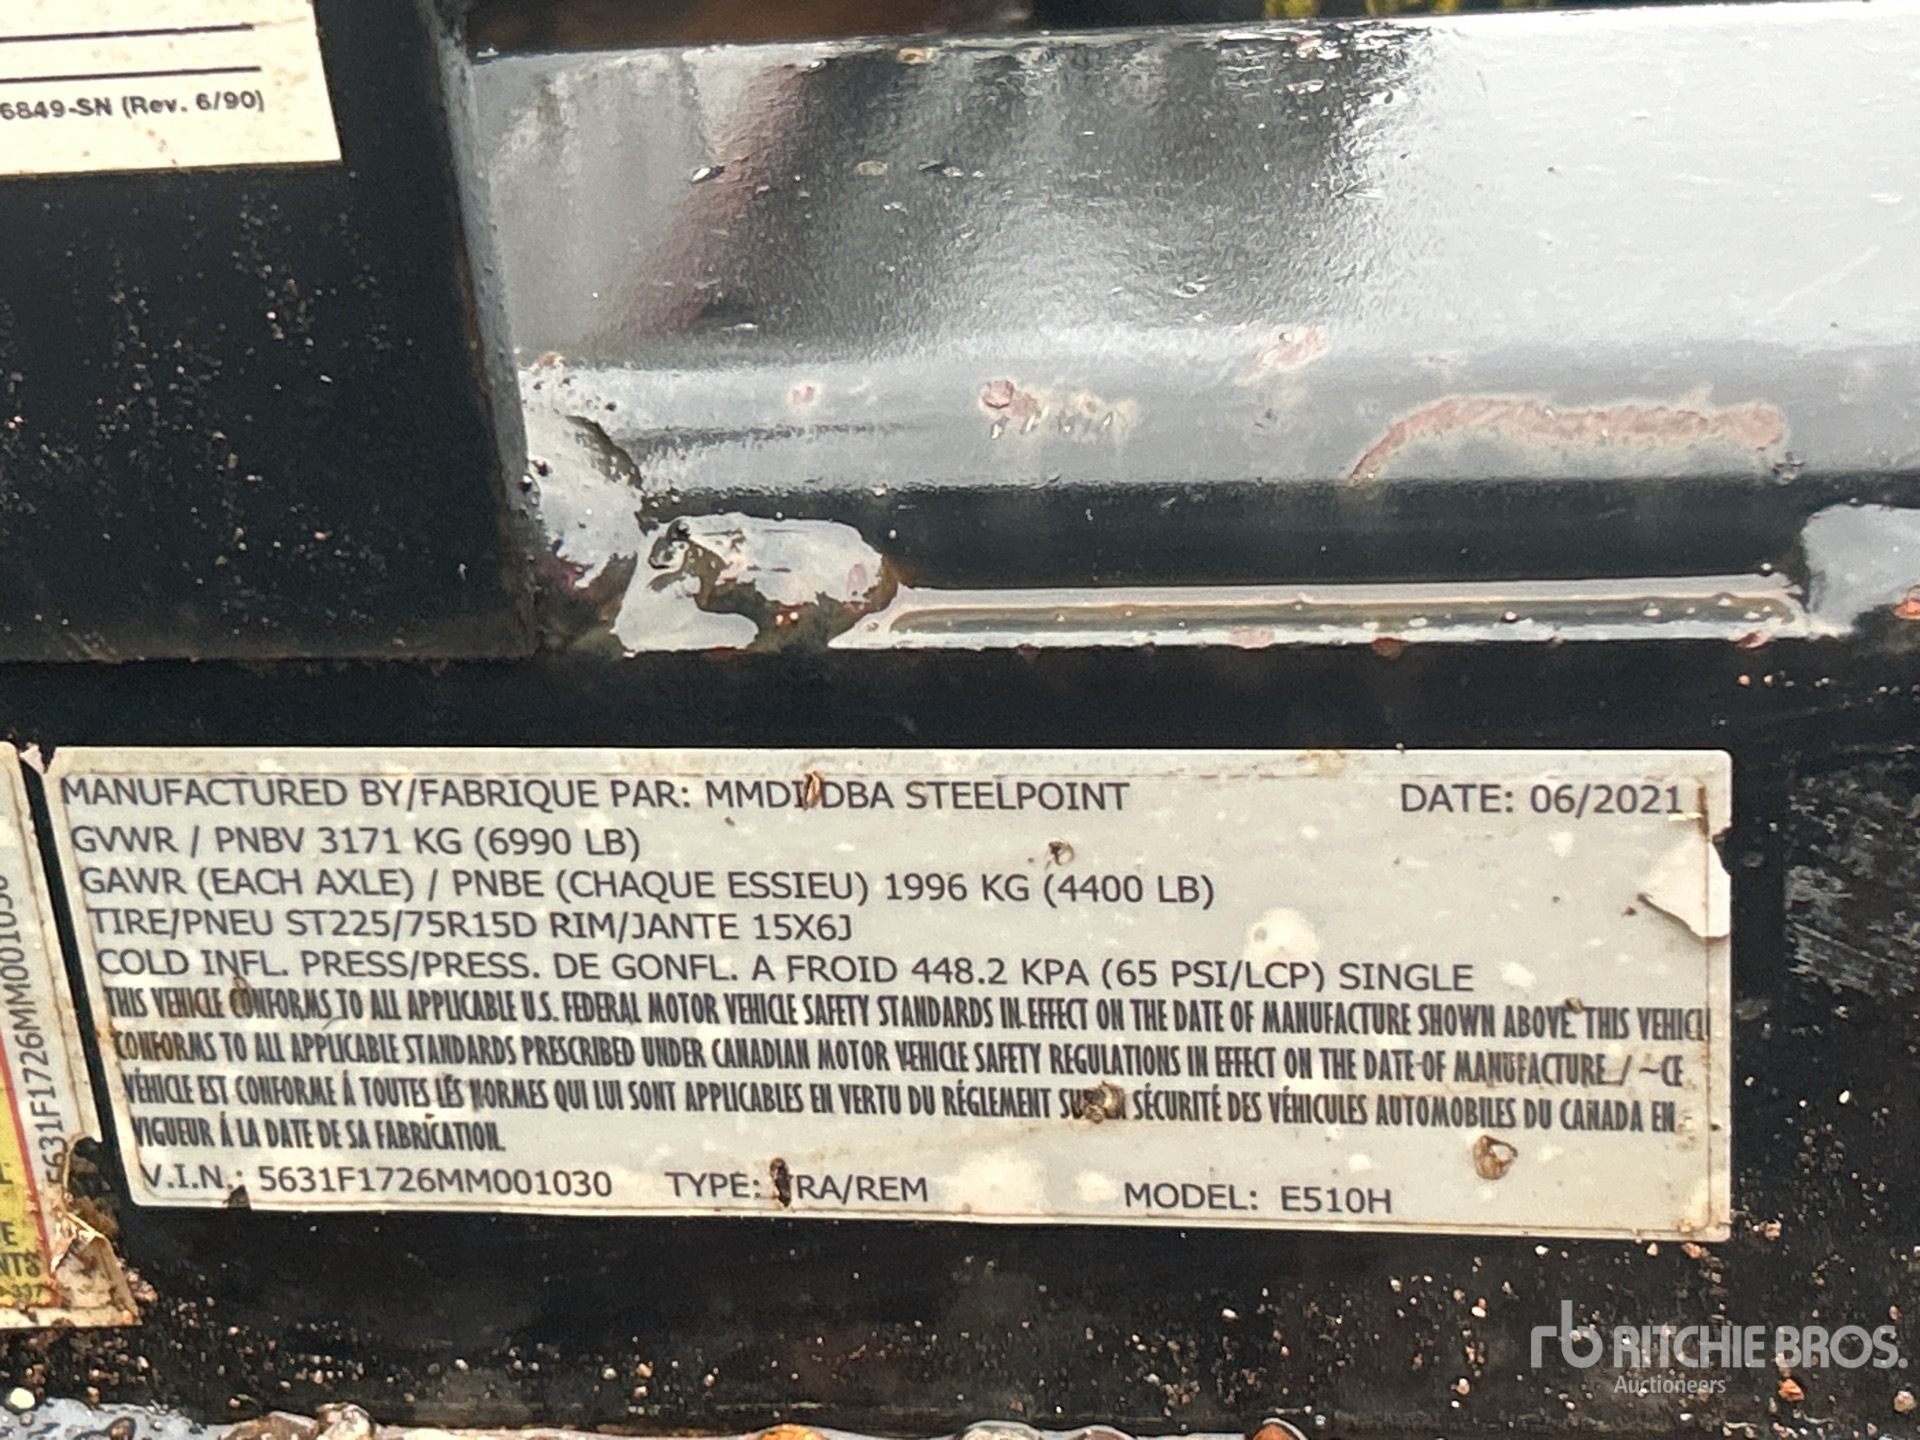 6849-SN (Rev. 6/90)
MANUFACTURED BY/FABRIQUE PAR: MMDI DBA STEELPOINT DATE: 06/2021
GVWR / PNBV 3171 KG (6990 LB)
GAWR (EACH AXLE) / PNBE (CHAQUE ESSIEU) 1996 KG (4400 LB)
TIRE/PNEU ST225/75R15D RIM/JANTE 15X6J
COLD INFL. PRESS/PRESS. DE GONFL. A FROID 448.2 KPA (65 PSI/LCP) SINGLE
THIS VEHICLE CONFORMS TO ALL APPLICABLE U.S. FEDERAL MOTOR VEHICLE SAFETY STANDARDS IN EFFECT ON THE DATE OF MANUFACTURE SHOWN ABOVE. THIS VEHICL
CONFORMS TO ALL APPLICABLE STANDARDS PRESCRIBED UNDER CANADIAN MOTOR VEHICLE SAFETY REGULATIONS IN EFFECT ON THE DATE OF MANUFACTURE / ~CE
VÉHICLE EST CONFORME Á TOUTES LÉS NORMES QUI LUI SONT APPLICABLES EN VERTU DU RÉGLEMENT SUR SÉCURITÉ DES VÉHICULES AUTOMOBILES DU CAÑADA EN
VIGUEUR Á LA DATE DE SA FABRICATION.
V.I.N.: 5631F1726MM001030 TYPE: TRA/REM MODEL: E510H
5631F1726MM001030
E
NTS
rb RITCHIE BROS.
Auctioneers